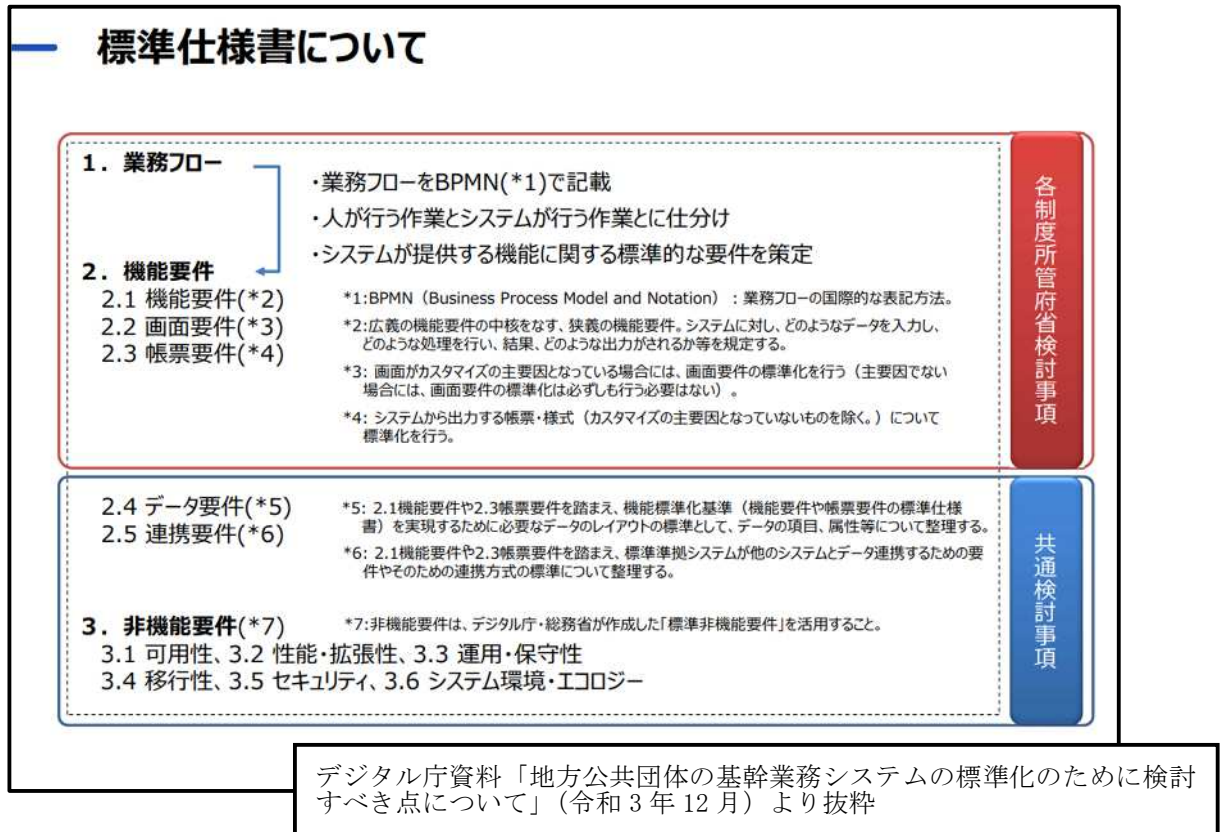 標準仕様書について
1. 業務フロー
・業務フローをBPMN(*1)で記載
・人が行う作業とシステムが行う作業とに仕分け
・システムが提供する機能に関する標準的な要件を策定
2. 機能要件
2.1 機能要件(*2)
2.2 画面要件(*3)
2.3 帳票要件(*4)
*1:BPMN（Business Process Model and Notation）：業務フローの国際的な表記方法。
*2:広義の機能要件の中核をなす、狭義の機能要件。システムに対し、どのようなデータを入力し、
どのような処理を行い、結果、どのような出力がされるか等を規定する。
*3: 画面がカスタマイズの主要因となっている場合には、画面要件の標準化を行う（主要因でない
場合には、画面要件の標準化は必ずしも行う必要はない）。
*4: システムから出力する帳票・様式（カスタマイズの主要因となっていないものを除く。）について
標準化を行う。
各制度所管府省検討事項
2.4 データ要件(*5)
2.5 連携要件(*6)
*5: 2.1機能要件や2.3帳票要件を踏まえ、機能標準化基準（機能要件や帳票要件の標準仕様
書）を実現するために必要なデータのレイアウトの標準として、データの項目、属性等について整理する。
*6: 2.1機能要件や2.3帳票要件を踏まえ、標準準拠システムが他のシステムとデータ連携するための要
件やそのための連携方式の標準について整理する。
3. 非機能要件(*7)
*7:非機能要件は、デジタル庁・総務省が作成した「標準非機能要件」を活用すること。
3.1 可用性、3.2 性能・拡張性、3.3 運用・保守性
3.4 移行性、3.5 セキュリティ、3.6 システム環境・エコロジー
共通検討事項
デジタル庁資料「地方公共団体の基幹業務システムの標準化のために検討
すべき点について」（令和 3 年 12 月）より抜粋